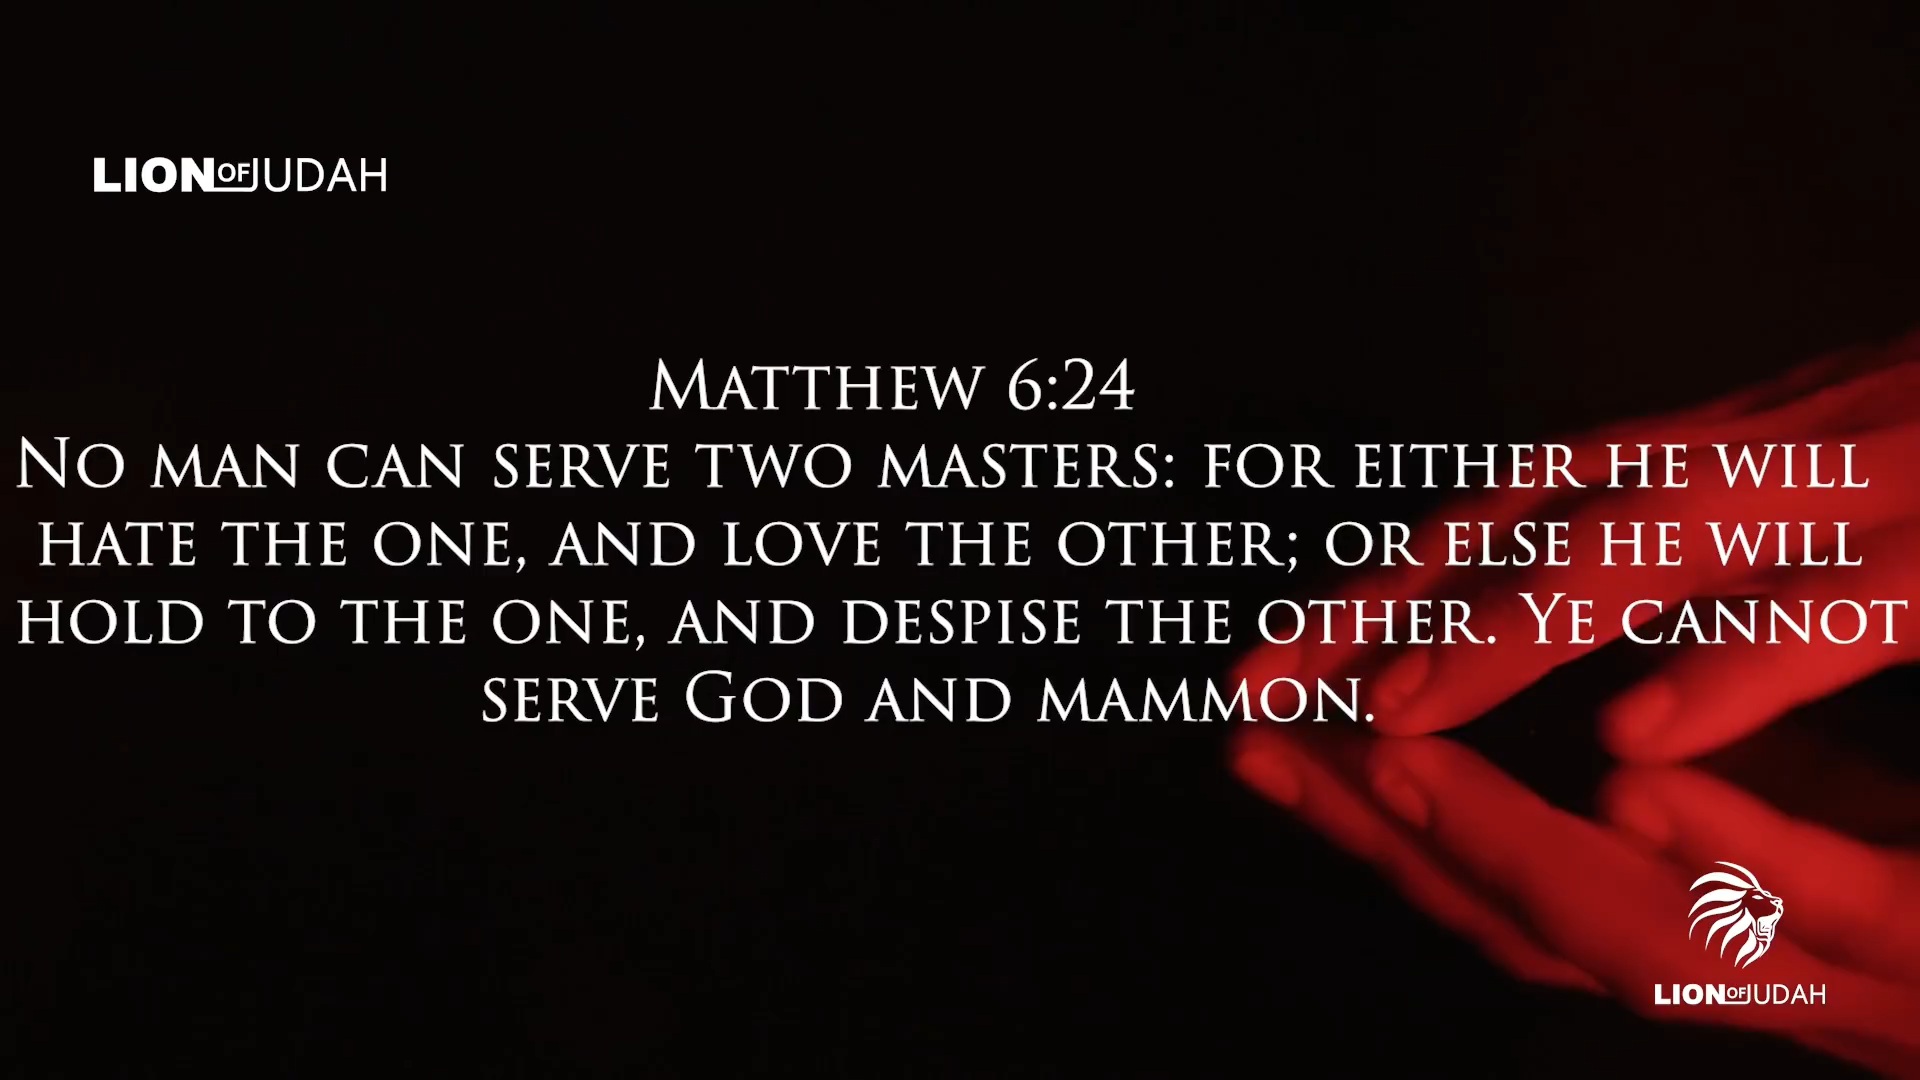 LION OF JUDAH
Matthew 6:24
No man can serve two masters: for either he will
hate the one, and love the other; or else he will
hold to the one, and despise the other. Ye cannot
serve God and mammon.
LION OF JUDAH